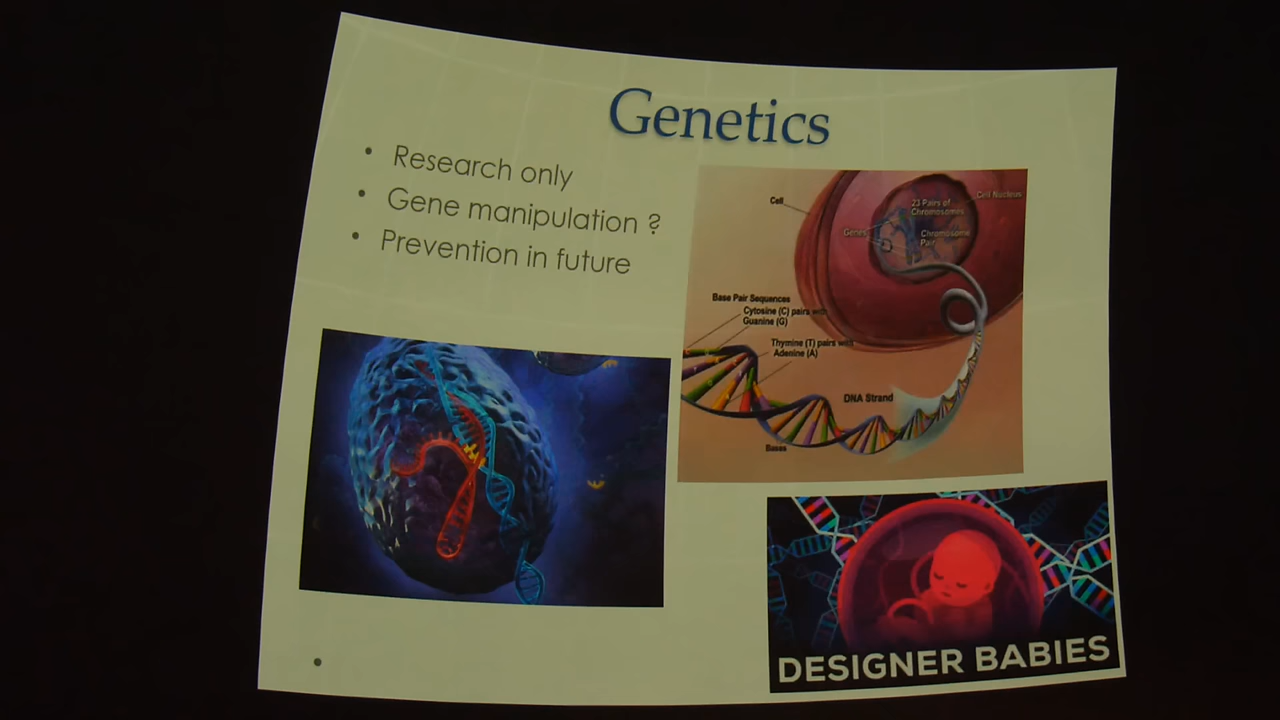 Genetics
• Research only
• Gene manipulation ?
• Prevention in future
Cell
Cell Nucleus
23 Pairs of
Chromosomes
Genes
Chromosome
Pair
Base Pair Sequences
Cytosine (C) pairs with
Guanine (G)
Thymine (T) pairs with
Adenine (A)
DNA Strand
Bases
DESIGNER BABIES
•